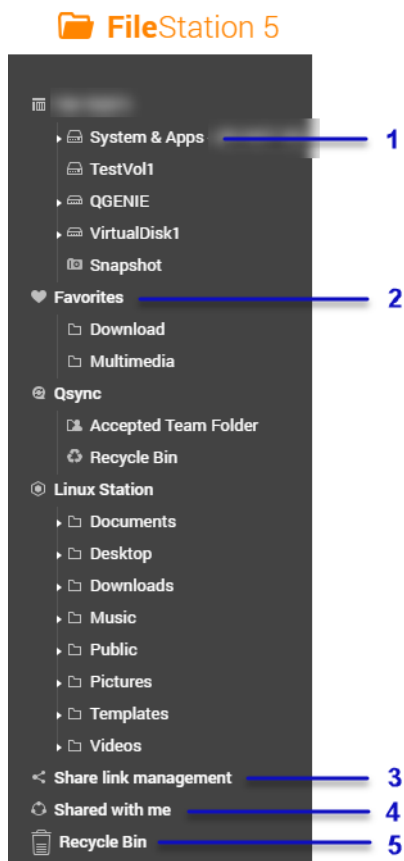 FileStation 5
System & Apps 1
TestVol1
QGENIE
VirtualDisk1
Snapshot
Favorites 2
Download
Multimedia
Qsync
Accepted Team Folder
Recycle Bin
Linux Station
Documents
Desktop
Downloads
Music
Public
Pictures
Templates
Videos
Share link management 3
Shared with me 4
Recycle Bin 5